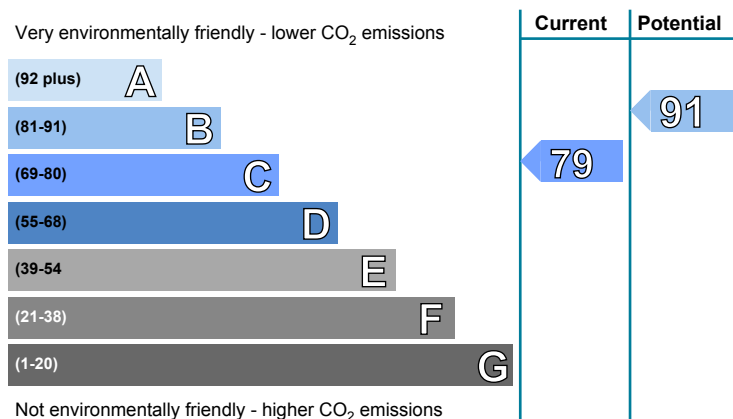 Current Potential
Very environmentally friendly - lower CO2 emissions
(92 plus) A
(81-91) B
91
(69-80) C
79
(55-68) D
(39-54 E
(21-38) F
(1-20) G
Not environmentally friendly - higher CO2 emissions